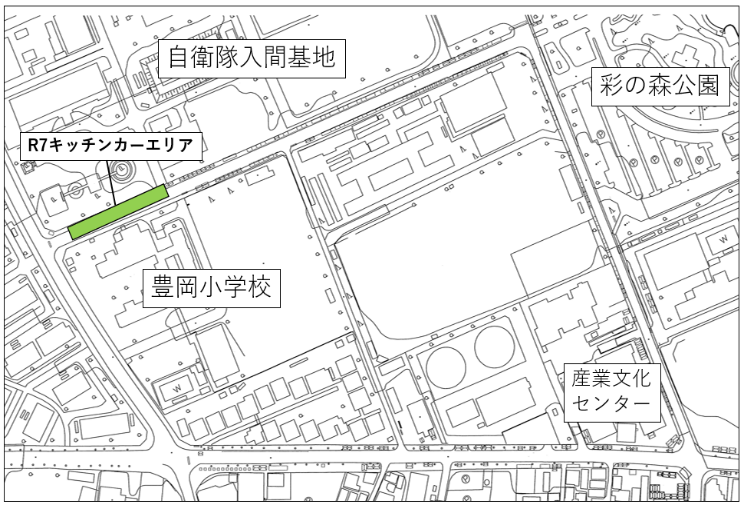 自衛隊入間基地
彩の森公園
R7キッチンカーエリア
豊岡小学校
W
W
産業文化
センター